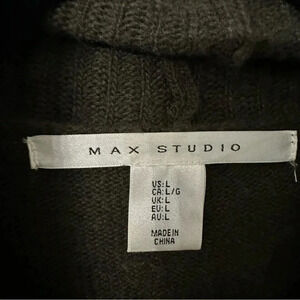 MAX STUDIO
US:L
CA:L/G
UK:L
EU:L
AU:L
MADE IN
CHINA